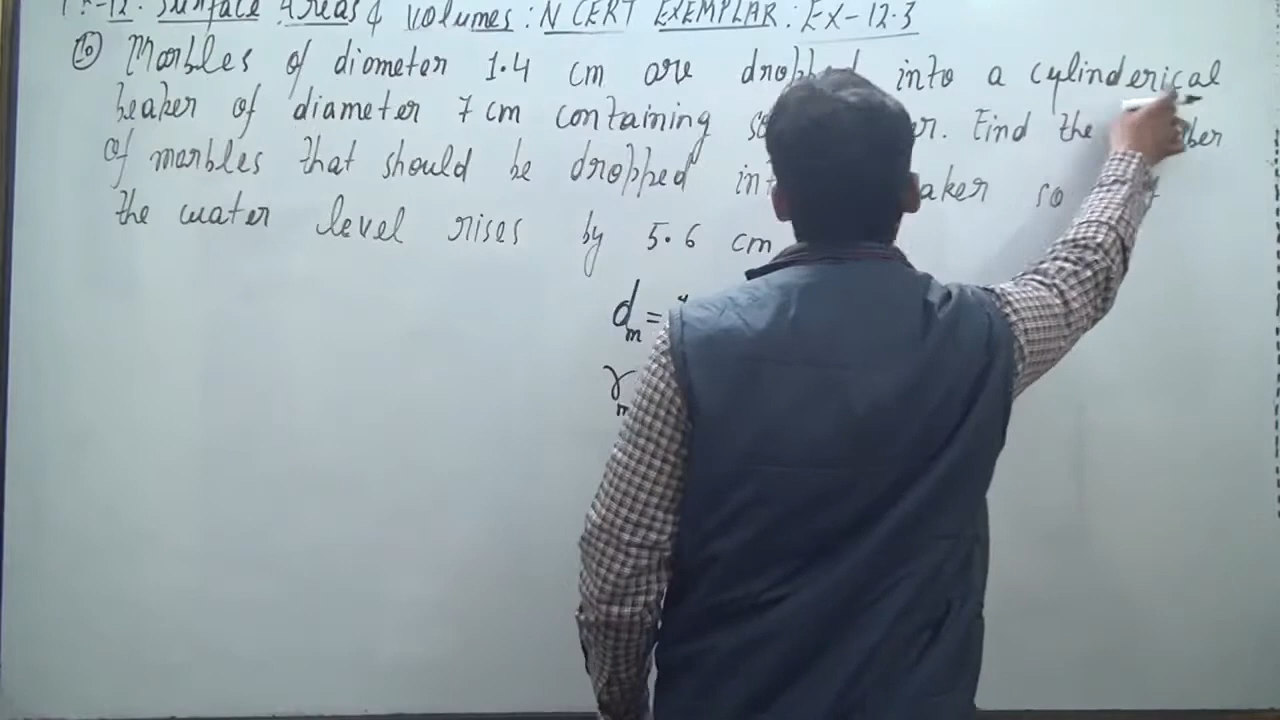 -12. Surface Areas & Volumes: NCERT EXEMPLAR: EX-12.3
10 Marbles of diameter 1.4 cm are dropped into a cylinderical
beaker of diameter 7 cm containing . Find the
of marbles that should be dropped so
the water level rises by 5.6 cm
dm =
rm